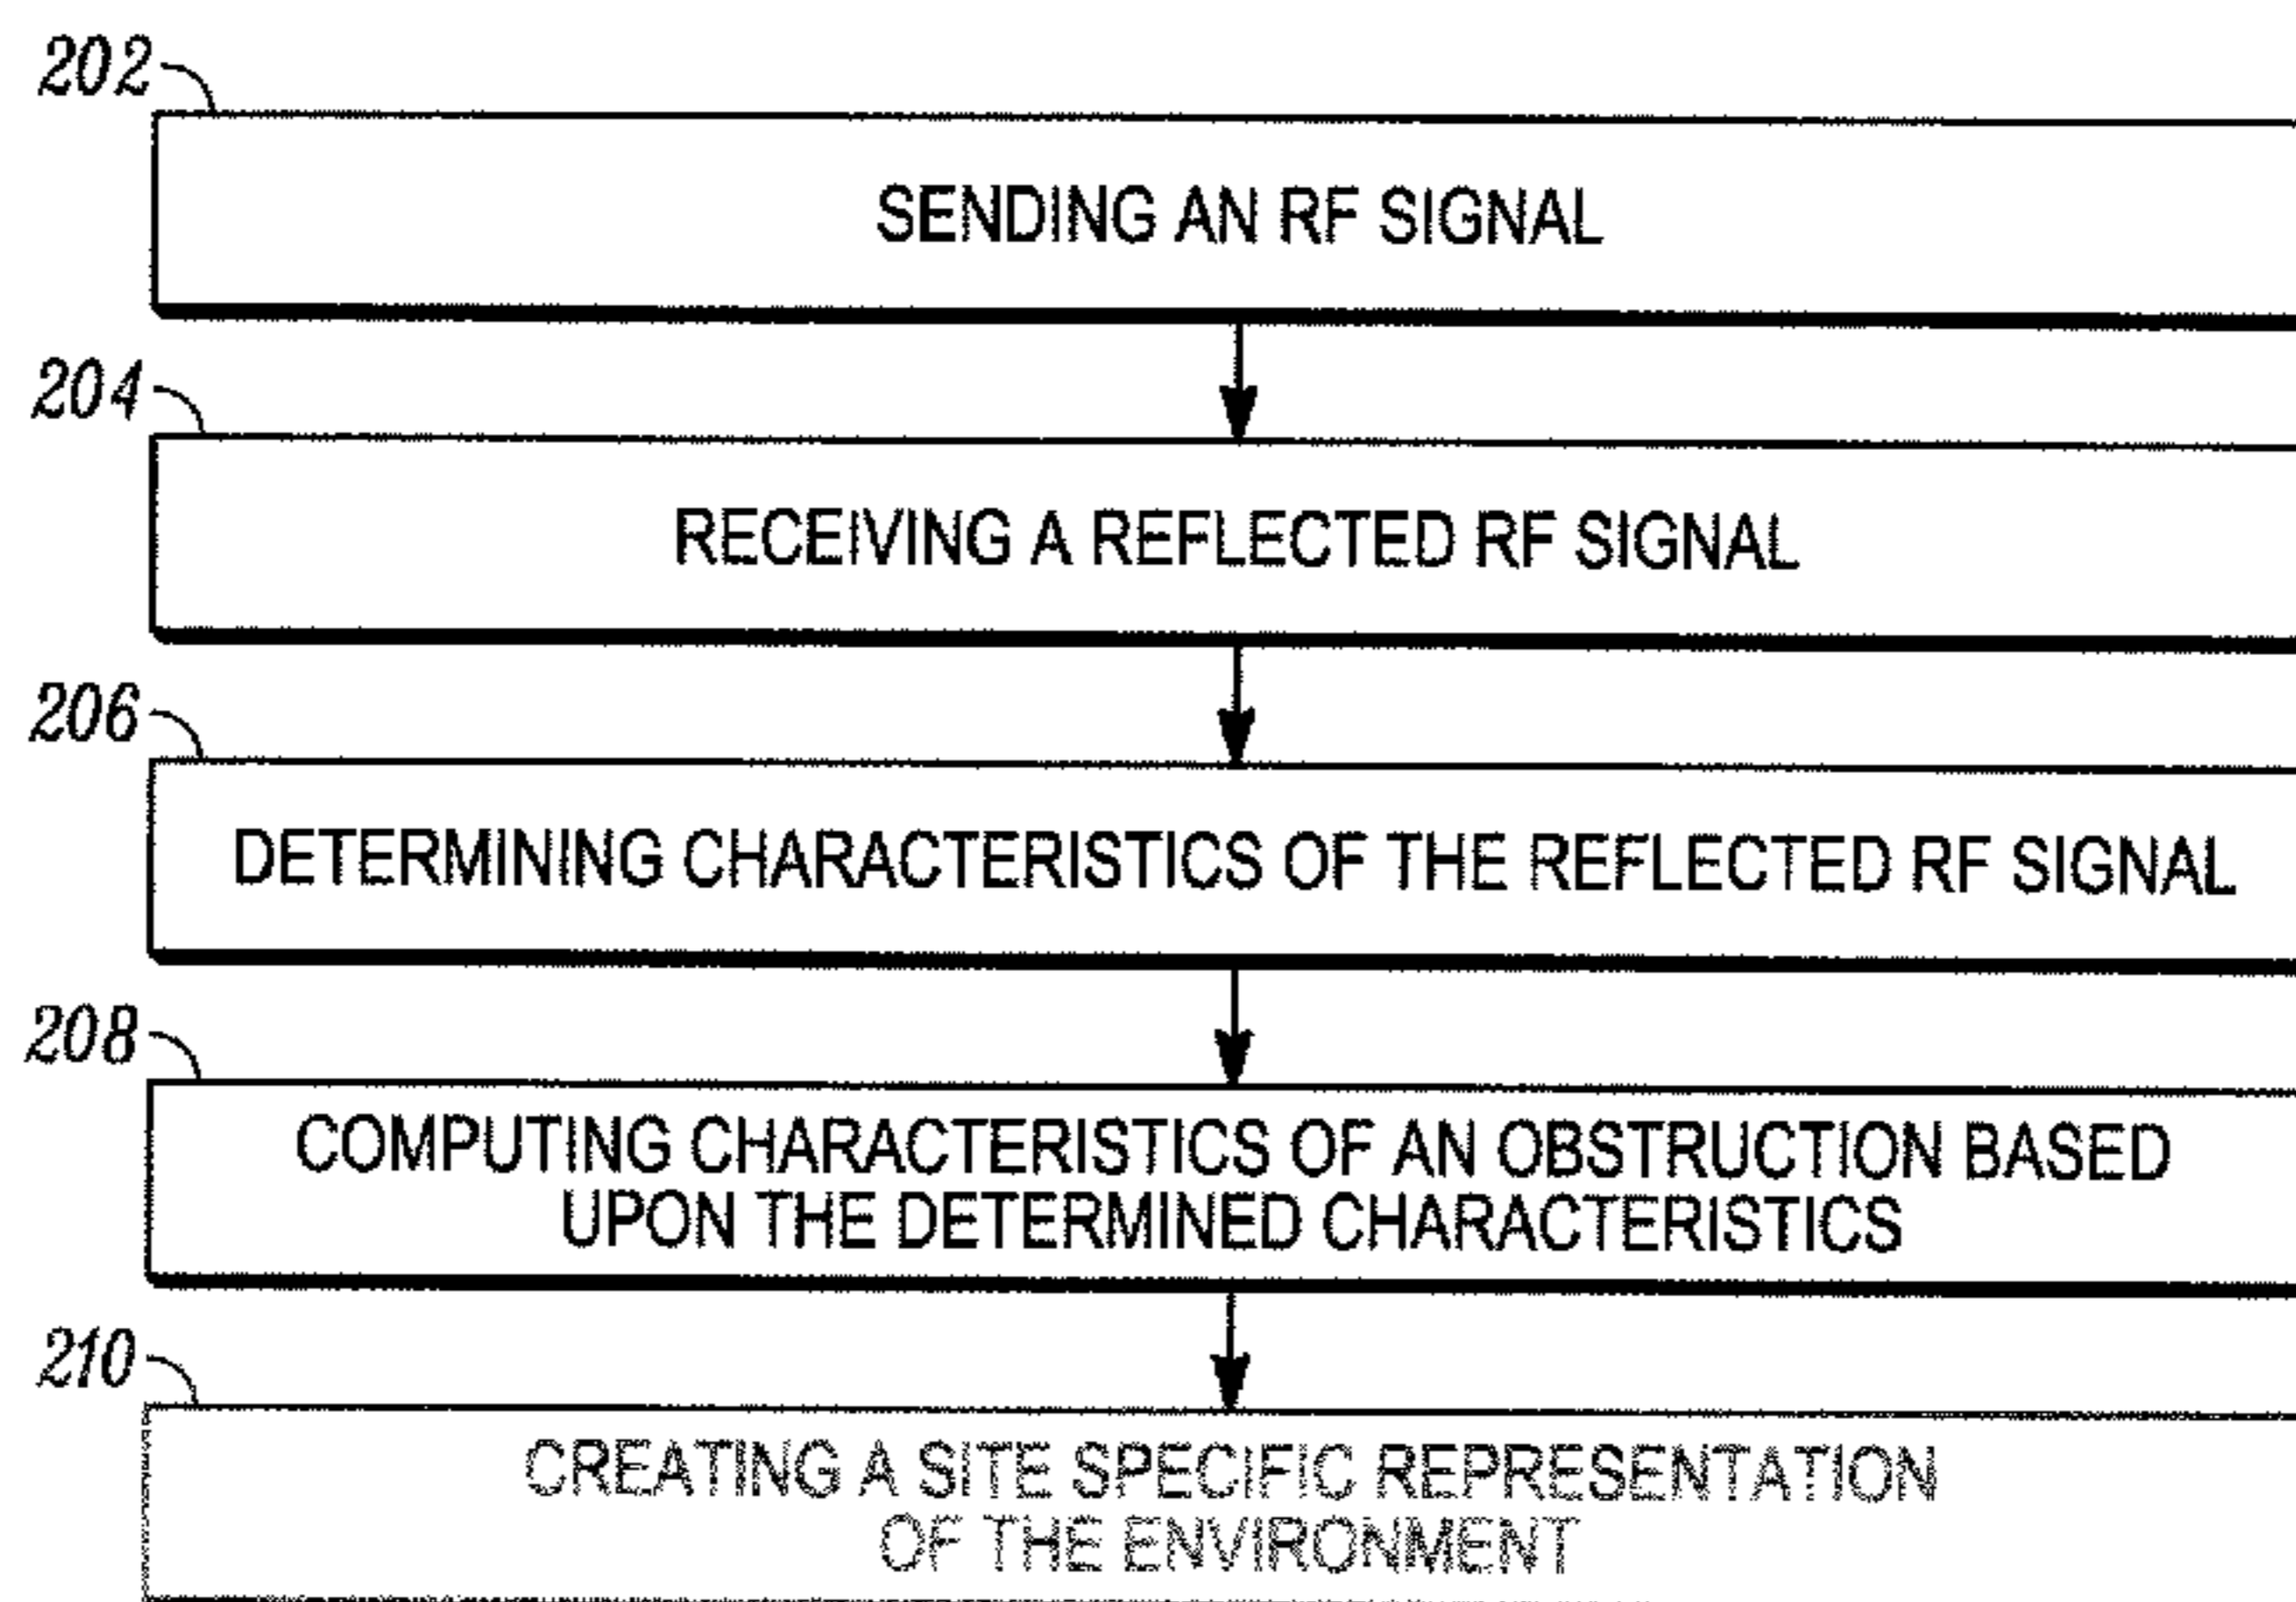 202
SENDING AN RF SIGNAL
204
RECEIVING A REFLECTED RF SIGNAL
206
DETERMINING CHARACTERISTICS OF THE REFLECTED RF SIGNAL
208
COMPUTING CHARACTERISTICS OF AN OBSTRUCTION BASED
UPON THE DETERMINED CHARACTERISTICS
210
CREATING A SITE SPECIFIC REPRESENTATION
OF THE ENVIRONMENT